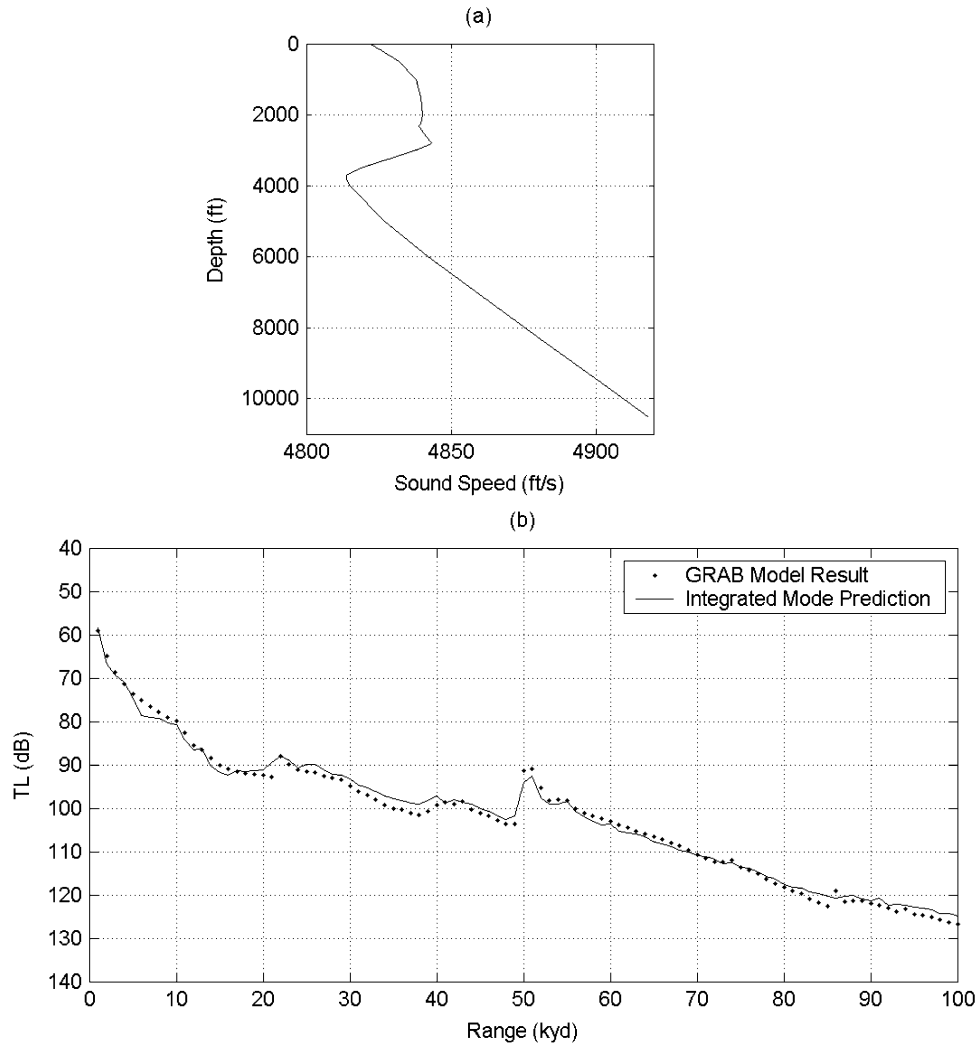 (a)
0
2000
4000
6000
8000
10000
Depth (ft)
4800 4850 4900
Sound Speed (ft/s)
(b)
40
50
60
70
80
90
100
110
120
130
140
TL (dB)
GRAB Model Result
Integrated Mode Prediction
0 10 20 30 40 50 60 70 80 90 100
Range (kyd)